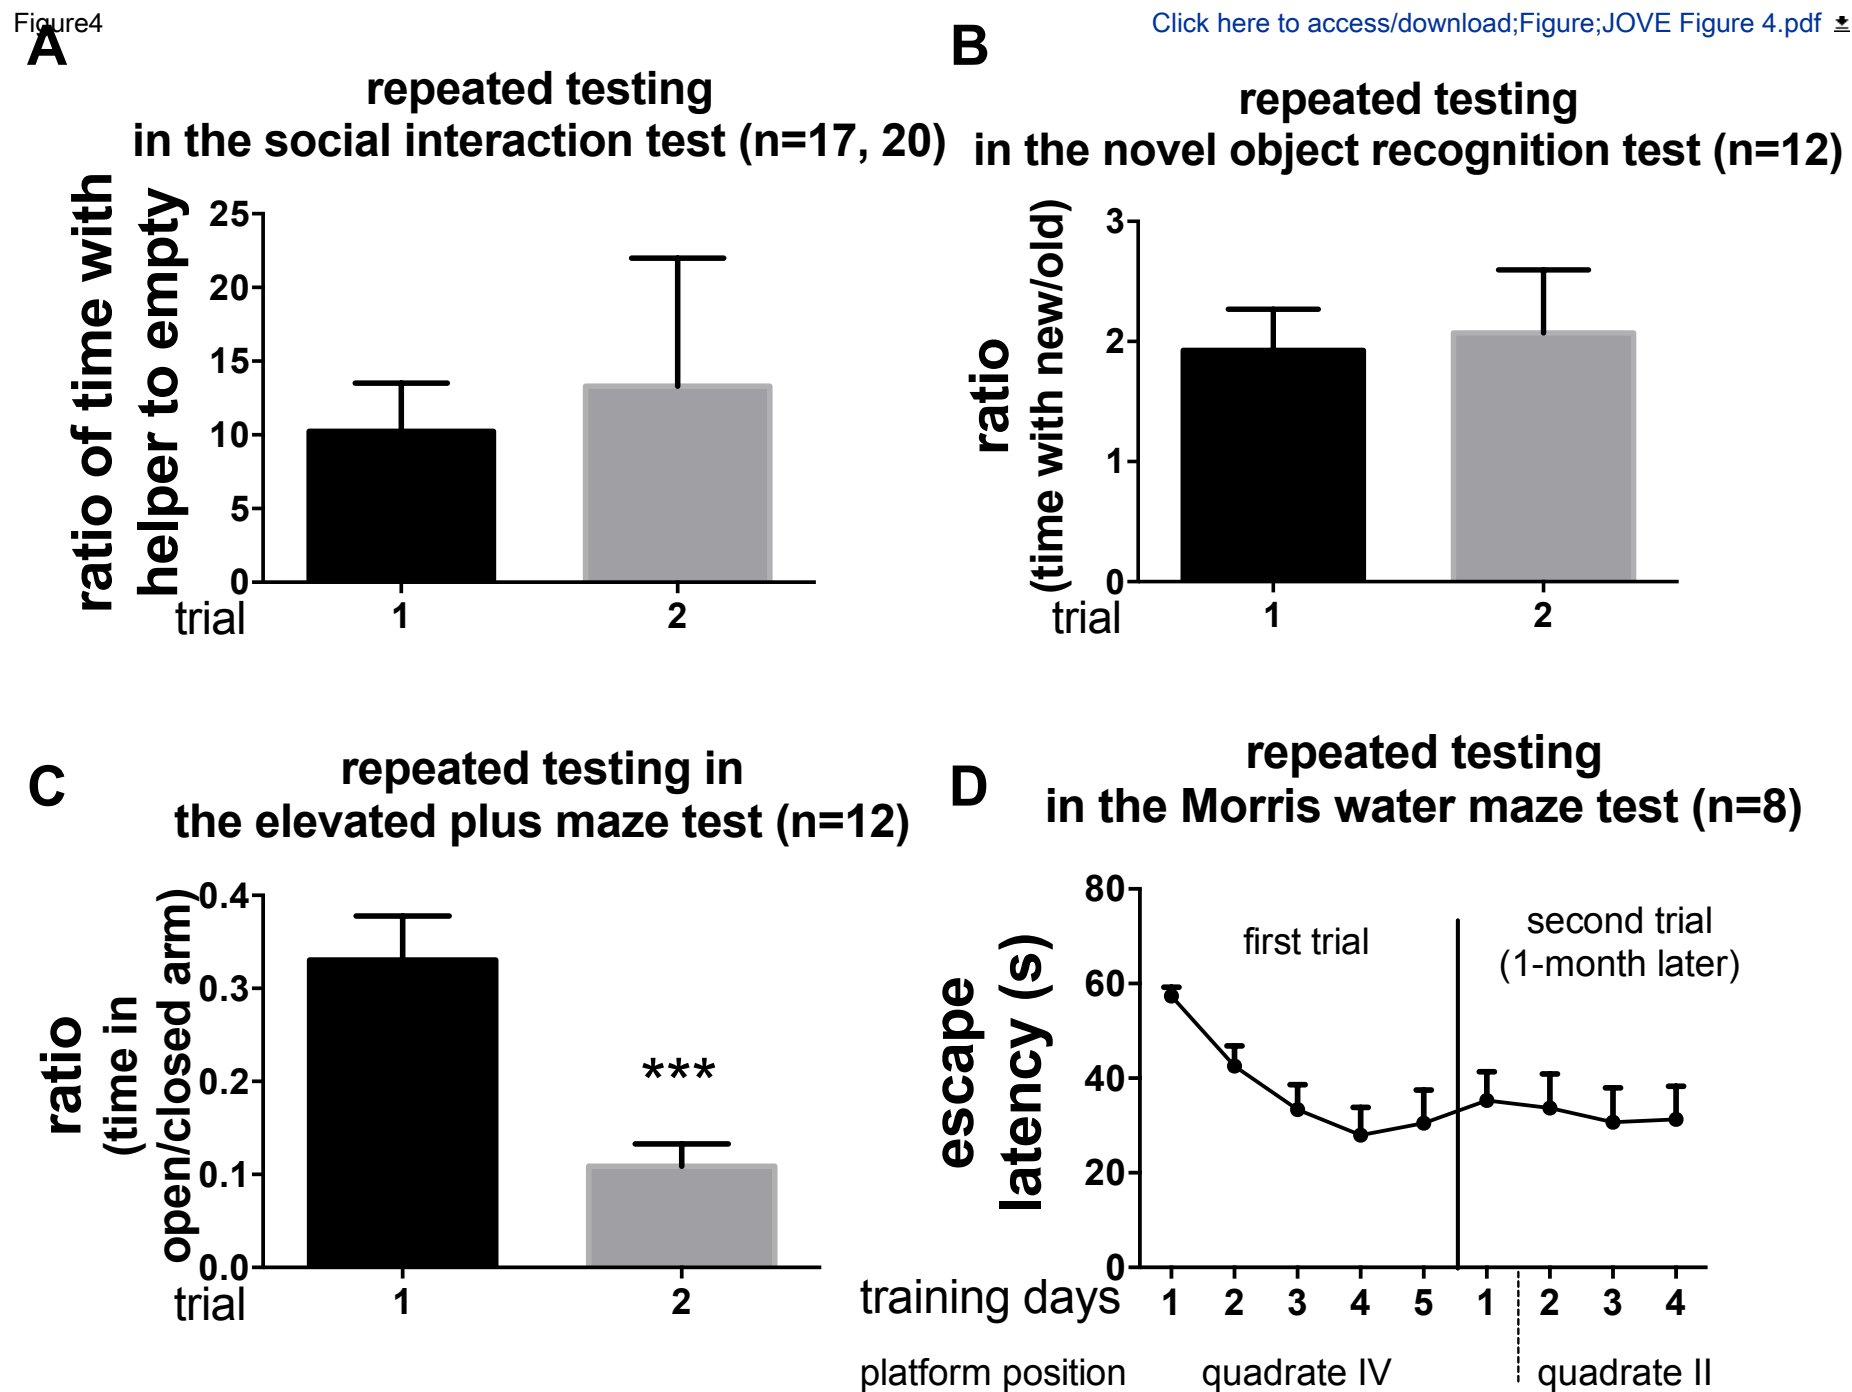 Figure4
Click here to access/download;Figure;JOVE Figure 4.pdf
A
repeated testing
in the social interaction test (n=17, 20)
ratio of time with
helper to empty
25
20
15
10
5
0
trial
1
2
B
repeated testing
in the novel object recognition test (n=12)
ratio
(time with new/old)
3
2
1
0
trial
1
2
C
repeated testing in
the elevated plus maze test (n=12)
ratio
(time in
open/closed arm)
0.4
0.3
0.2
0.1
0.0
***
trial
1
2
D
repeated testing
in the Morris water maze test (n=8)
escape
latency (s)
80
60
40
20
0
first trial
second trial
(1-month later)
training days
1 2 3 4 5 1 2 3 4
platform position
quadrate IV
quadrate II